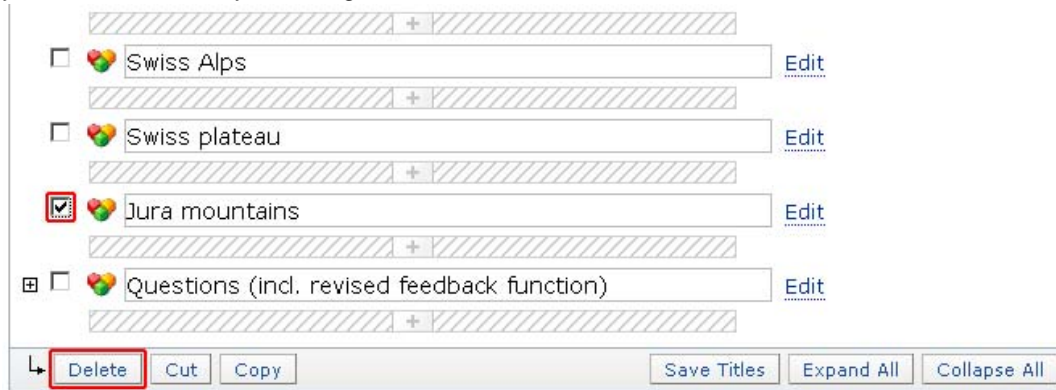 +
Swiss Alps Edit
+
Swiss plateau Edit
+
Jura mountains Edit
+
Questions (incl. revised feedback function) Edit
+
Delete Cut Copy Save Titles Expand All Collapse All